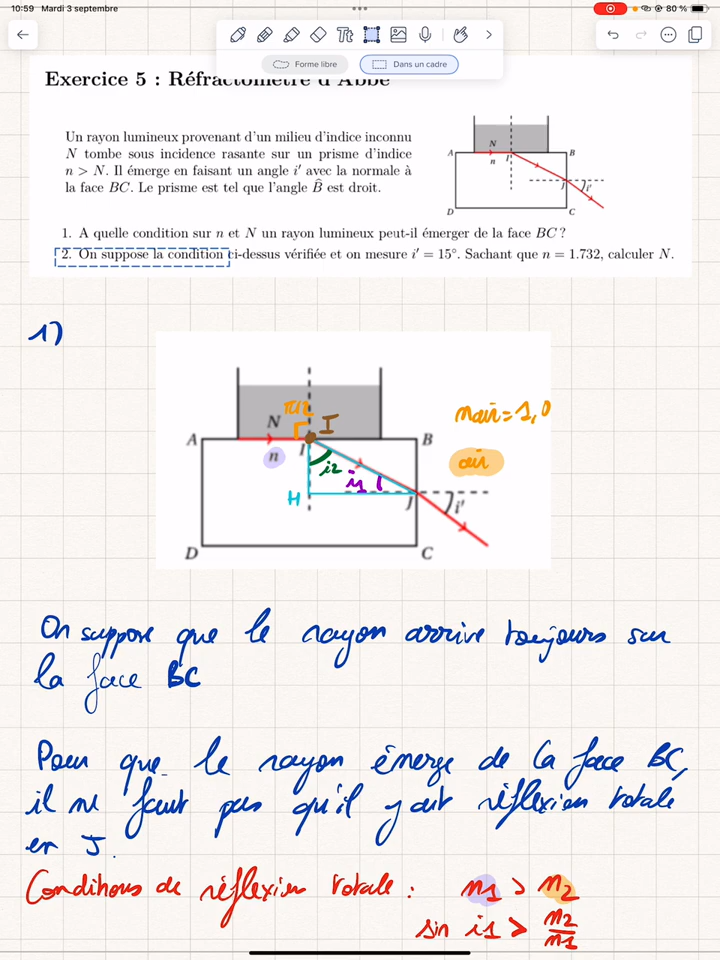 10:59 Mardi 3 septembre
80 %
Forme libre
Dans un cadre
Exercice 5 : Réfractomètre d'Abbe
Un rayon lumineux provenant d'un milieu d'indice inconnu
N tombe sous incidence rasante sur un prisme d'indice
n > N. Il émerge en faisant un angle i' avec la normale à
la face BC. Le prisme est tel que l'angle B̂ est droit.
A
N
n
I
B
J
i'
D
C
1. A quelle condition sur n et N un rayon lumineux peut-il émerger de la face BC ?
2. On suppose la condition ci-dessus vérifiée et on mesure i' = 15°. Sachant que n = 1.732, calculer N.
1)
π/2
N
I
nair=1,0
A
B
n
I
i2
air
i1
H
J
i'
D
C
On suppose que le rayon arrive toujours sur
la face BC
Pour que le rayon émerge de la face BC,
il ne faut pas qu'il y ait réflexion totale
en J.
Conditions de réflexion totale : n1 > n2
sin i1 > n2/n1